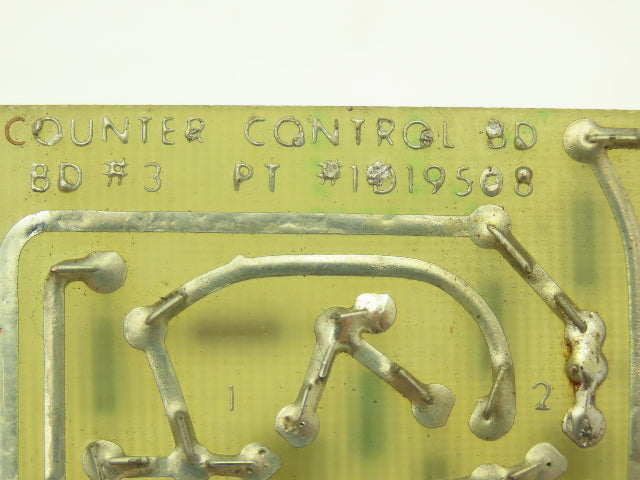 COUNTER CONTROL BD
BD #3 PT #1019508
1 2